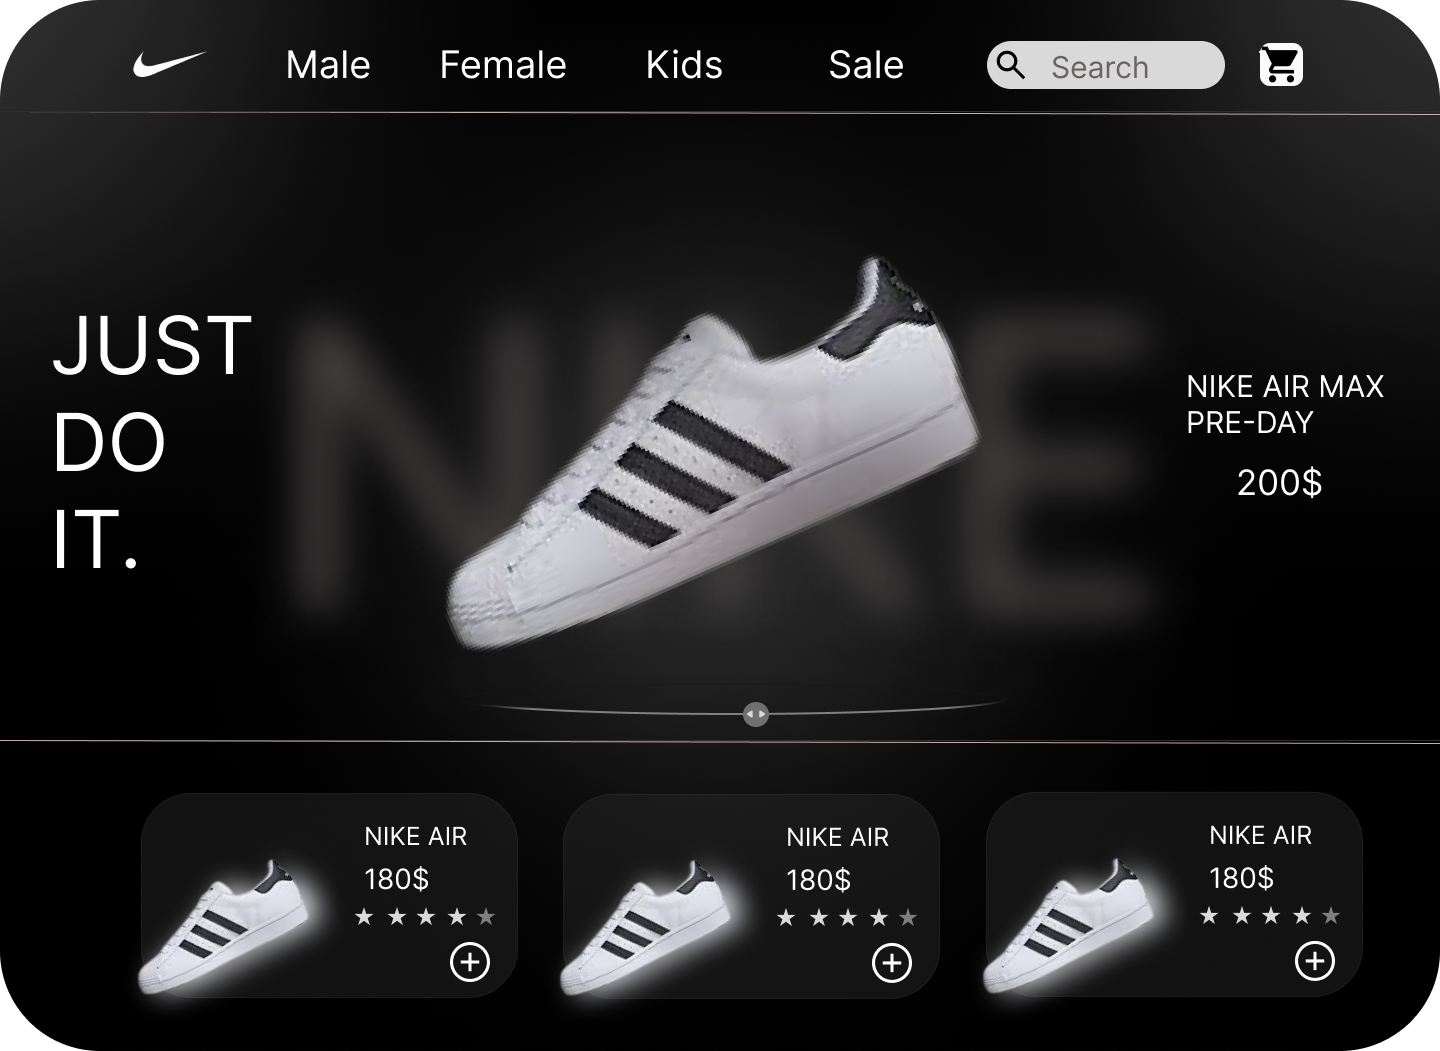 Male Female Kids Sale Search
NIKE
JUST
DO
IT.
NIKE AIR MAX
PRE-DAY
200$
NIKE AIR
180$
NIKE AIR
180$
NIKE AIR
180$